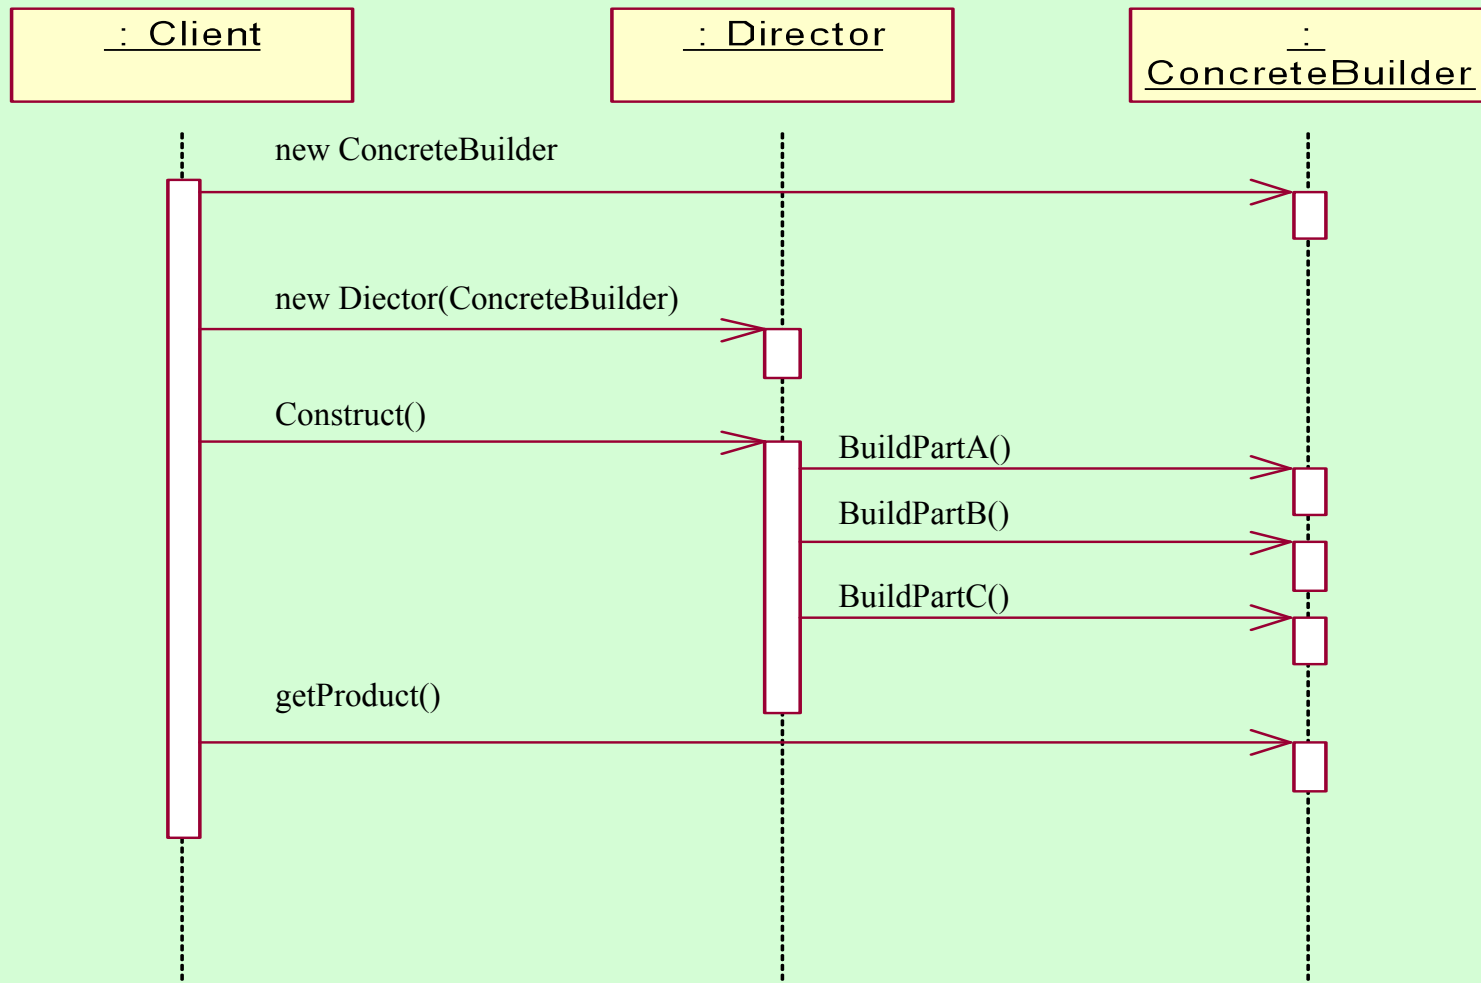 : Client
: Director
:
ConcreteBuilder
new ConcreteBuilder
new Diector(ConcreteBuilder)
Construct()
BuildPartA()
BuildPartB()
BuildPartC()
getProduct()